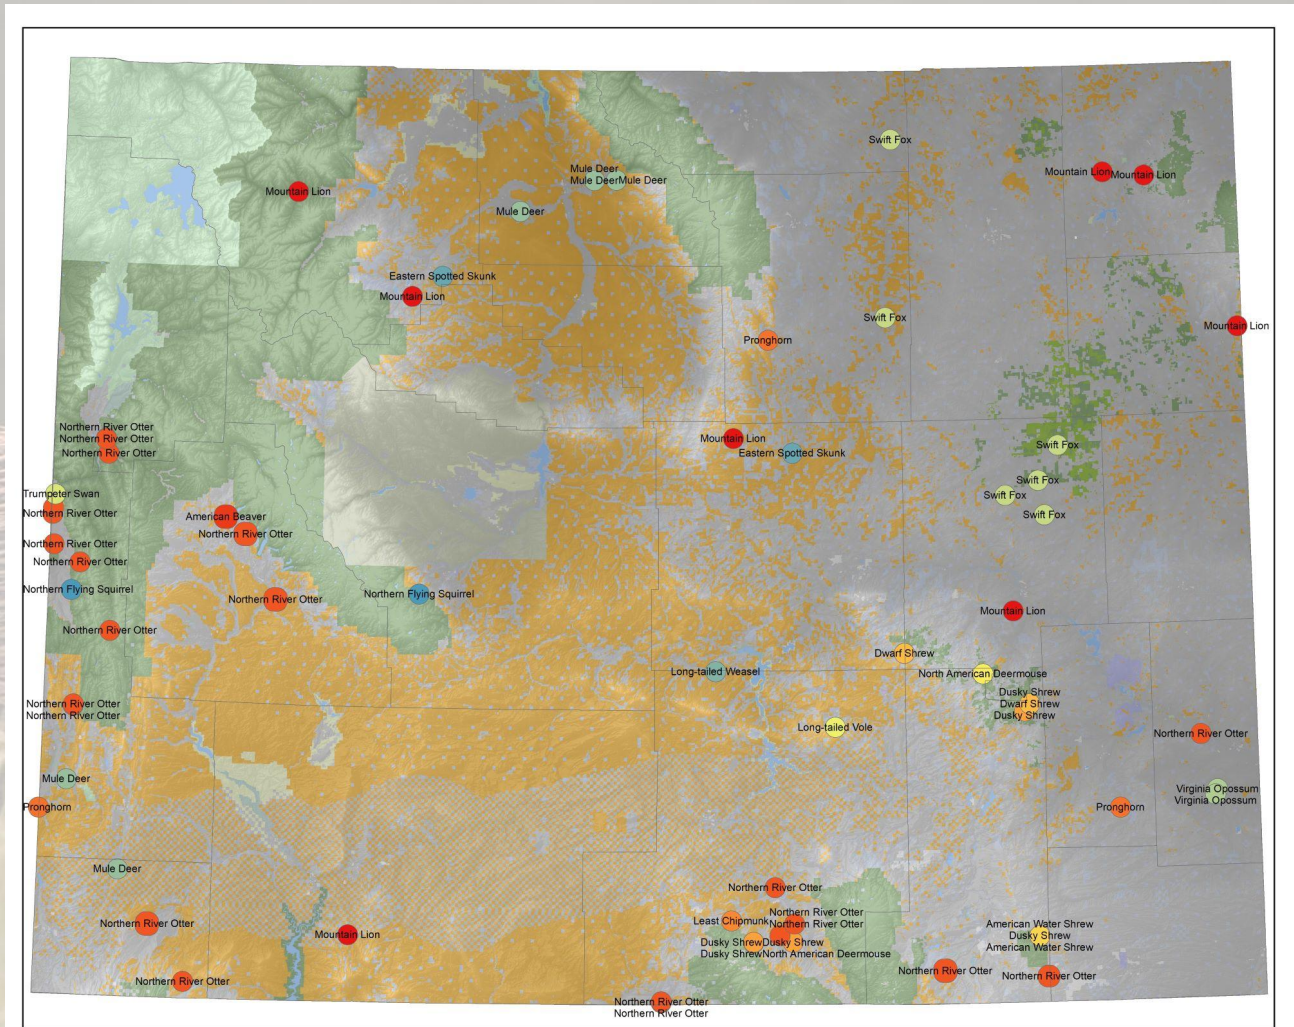 Swift Fox
Mule Deer
Mule DeerMule Deer
Mountain Lion
Mountain Lion
Mountain Lion
Mule Deer
Eastern Spotted Skunk
Mountain Lion
Swift Fox
Mountain Lion
Pronghorn
Northern River Otter
Northern River Otter
Northern River Otter
Mountain Lion
Eastern Spotted Skunk
Swift Fox
Swift Fox
Swift Fox
Swift Fox
Trumpeter Swan
Northern River Otter
American Beaver
Northern River Otter
Northern River Otter
Northern River Otter
Northern Flying Squirrel
Northern River Otter
Northern Flying Squirrel
Mountain Lion
Northern River Otter
Dwarf Shrew
Long-tailed Weasel
North American Deermouse
Dusky Shrew
Dwarf Shrew
Dusky Shrew
Northern River Otter
Northern River Otter
Long-tailed Vole
Northern River Otter
Mule Deer
Pronghorn
Virginia Opossum
Virginia Opossum
Pronghorn
Mule Deer
Northern River Otter
Northern River Otter
Mountain Lion
Least Chipmunk
Northern River Otter
Northern River Otter
Dusky ShrewDusky Shrew
Dusky ShrewNorth American Deermouse
American Water Shrew
Dusky Shrew
American Water Shrew
Northern River Otter
Northern River Otter
Northern River Otter
Northern River Otter
Northern River Otter